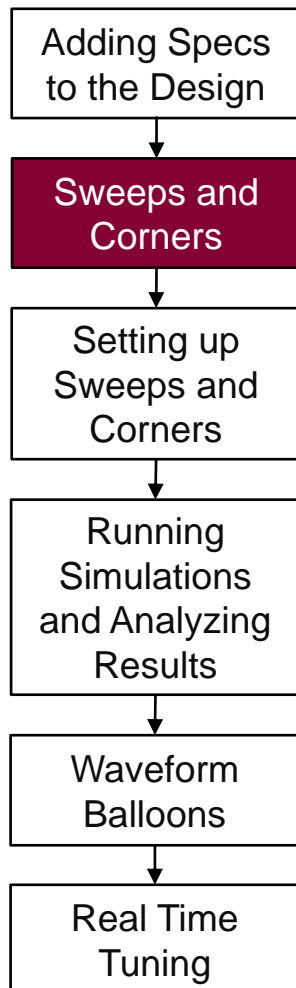 Adding Specs
to the Design
Sweeps and
Corners
Setting up
Sweeps and
Corners
Running
Simulations
and Analyzing
Results
Waveform
Balloons
Real Time
Tuning